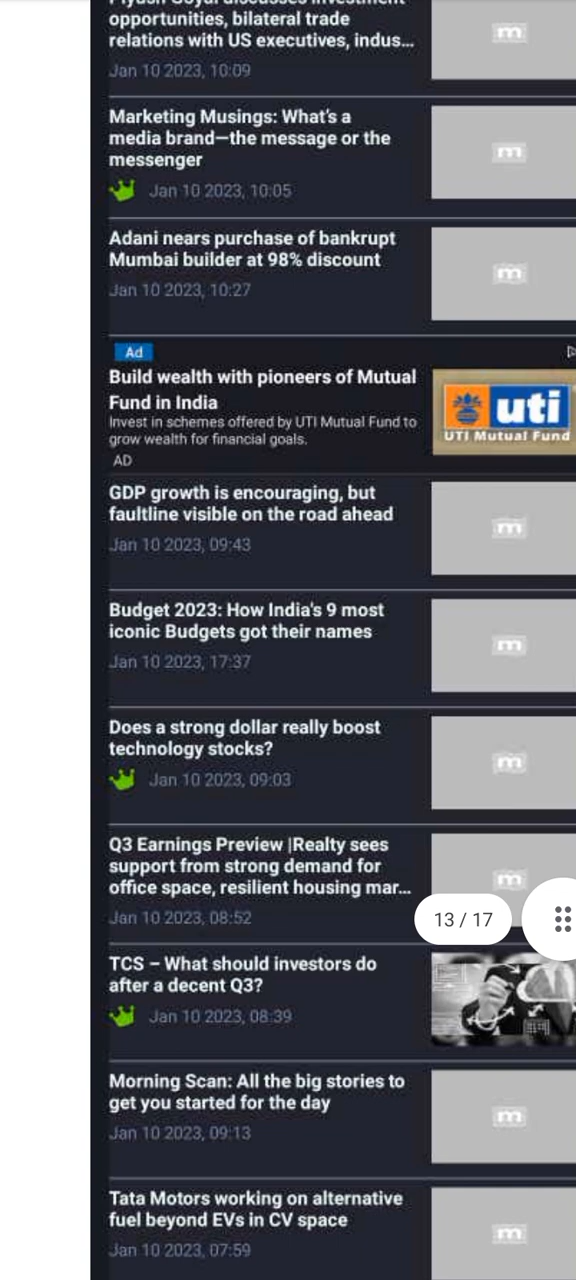 Piyush Goyal discusses investment
opportunities, bilateral trade
relations with US executives, indus...
Jan 10 2023, 10:09
m
Marketing Musings: What's a
media brand—the message or the
messenger
Jan 10 2023, 10:05
m
Adani nears purchase of bankrupt
Mumbai builder at 98% discount
Jan 10 2023, 10:27
m
Ad
Build wealth with pioneers of Mutual
Fund in India
Invest in schemes offered by UTI Mutual Fund to
grow wealth for financial goals.
AD
uti
UTI Mutual Fund
GDP growth is encouraging, but
faultline visible on the road ahead
Jan 10 2023, 09:43
m
Budget 2023: How India's 9 most
iconic Budgets got their names
Jan 10 2023, 17:37
m
Does a strong dollar really boost
technology stocks?
Jan 10 2023, 09:03
m
Q3 Earnings Preview |Realty sees
support from strong demand for
office space, resilient housing mar...
Jan 10 2023, 08:52
m
13 / 17
TCS – What should investors do
after a decent Q3?
Jan 10 2023, 08:39
Morning Scan: All the big stories to
get you started for the day
Jan 10 2023, 09:13
m
Tata Motors working on alternative
fuel beyond EVs in CV space
Jan 10 2023, 07:59
m